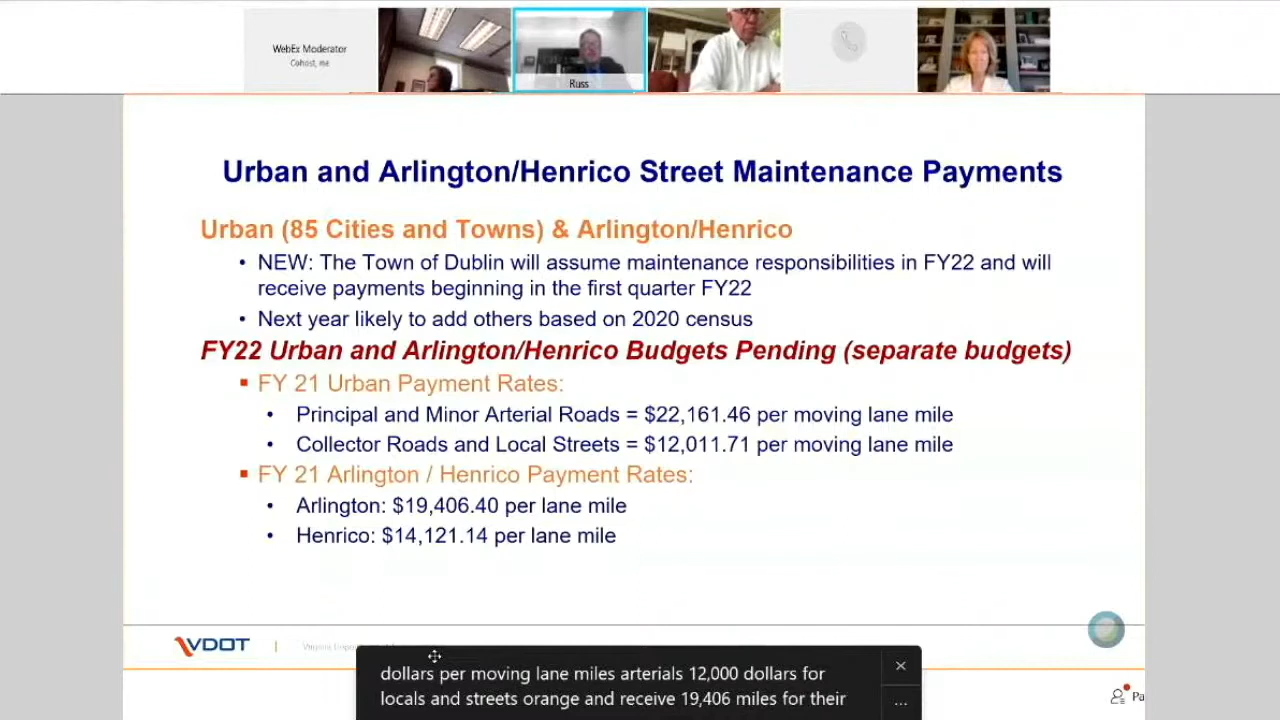 WebEx Moderator
Cohost, me
Russ
Urban and Arlington/Henrico Street Maintenance Payments
Urban (85 Cities and Towns) & Arlington/Henrico
• NEW: The Town of Dublin will assume maintenance responsibilities in FY22 and will
receive payments beginning in the first quarter FY22
• Next year likely to add others based on 2020 census
FY22 Urban and Arlington/Henrico Budgets Pending (separate budgets)
▪ FY 21 Urban Payment Rates:
• Principal and Minor Arterial Roads = $22,161.46 per moving lane mile
• Collector Roads and Local Streets = $12,011.71 per moving lane mile
▪ FY 21 Arlington / Henrico Payment Rates:
• Arlington: $19,406.40 per lane mile
• Henrico: $14,121.14 per lane mile
VDOT
dollars per moving lane miles arterials 12,000 dollars for
locals and streets orange and receive 19,406 miles for their
Pa